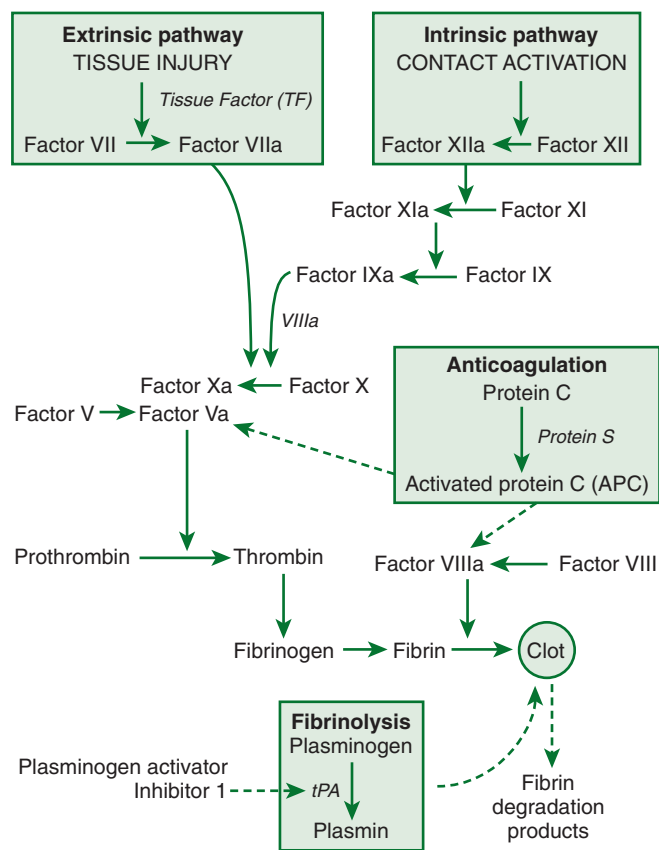 Extrinsic pathway
TISSUE INJURY
Tissue Factor (TF)
Factor VII
Factor VIIa
Intrinsic pathway
CONTACT ACTIVATION
Factor XIIa
Factor XII
Factor XIa
Factor XI
Factor IXa
Factor IX
VIIIa
Factor Xa
Factor X
Factor V
Factor Va
Anticoagulation
Protein C
Protein S
Activated protein C (APC)
Prothrombin
Thrombin
Factor VIIIa
Factor VIII
Fibrinogen
Fibrin
Clot
Fibrinolysis
Plasminogen
Plasminogen activator
Inhibitor 1
tPA
Plasmin
Fibrin
degradation
products